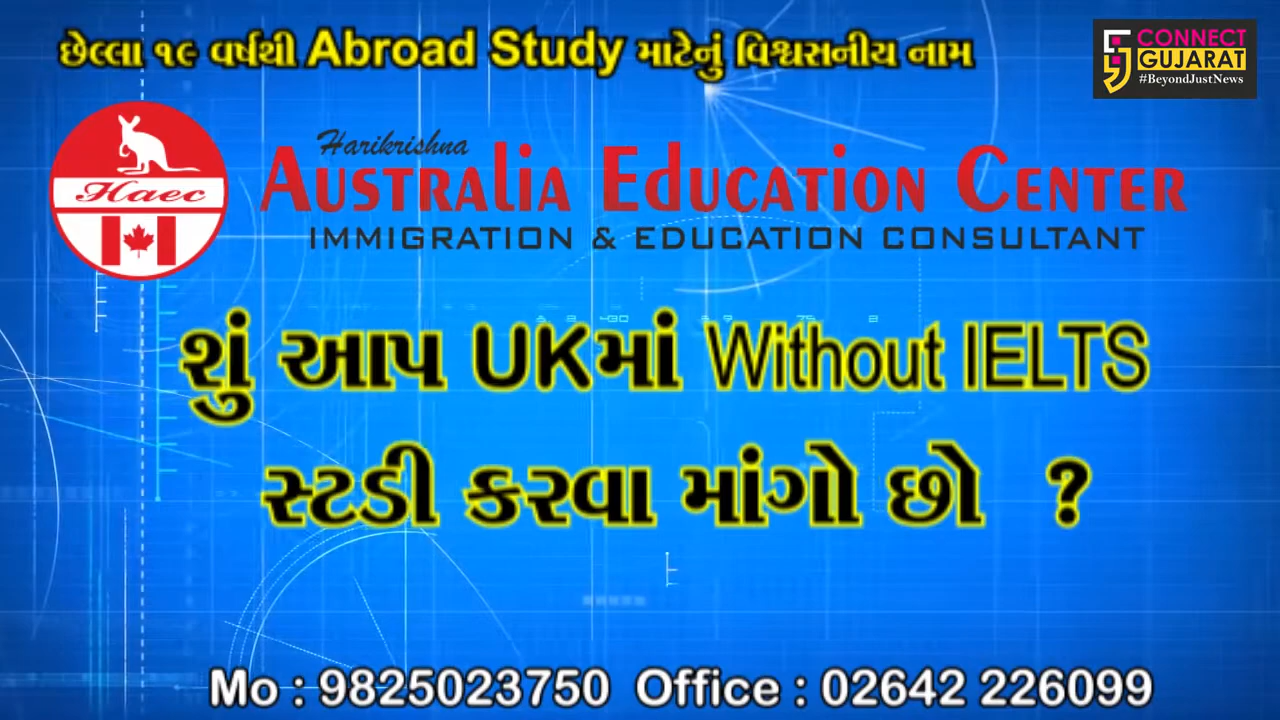 છેલ્લા ૧૯ વર્ષથી Abroad Study માટેનું વિશ્વસનીય નામ
CONNECT
GUJARAT
#BeyondJustNews
Harikrishna
AUSTRAlIA EDUCATION CENTER
Haec
IMMIGRATION & EDUCATION CONSULTANT
શું આપ UKમાં Without IELTS
સ્ટડી કરવા માંગો છો ?
Mo : 9825023750 Office : 02642 226099